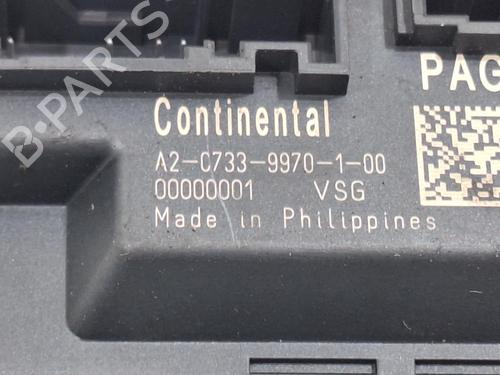 PAG
Continental
A2-C733-9970-1-00
00000001 VSG
Made in Philippines
B-PARTS